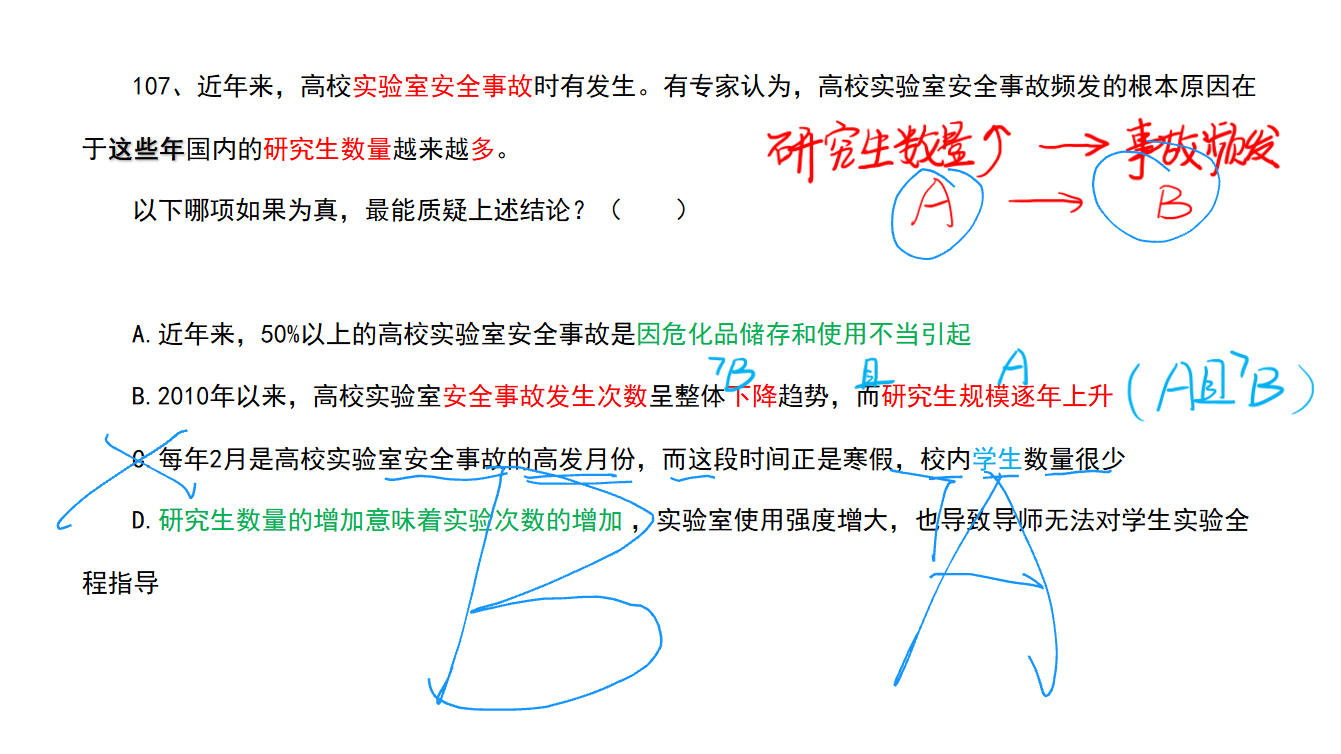 107、近年来，高校实验室安全事故时有发生。有专家认为，高校实验室安全事故频发的根本原因在
于这些年国内的研究生数量越来越多。
研究生数量↑ → 事故频发
以下哪项如果为真，最能质疑上述结论？（　　）
A → B
A.近年来，50%以上的高校实验室安全事故是因危化品储存和使用不当引起
¬B 且 A
B.2010年以来，高校实验室安全事故发生次数呈整体下降趋势，而研究生规模逐年上升
（A且¬B）
C.每年2月是高校实验室安全事故的高发月份，而这段时间正是寒假，校内学生数量很少
D.研究生数量的增加意味着实验次数的增加，实验室使用强度增大，也导致导师无法对学生实验全
程指导
B ¬A